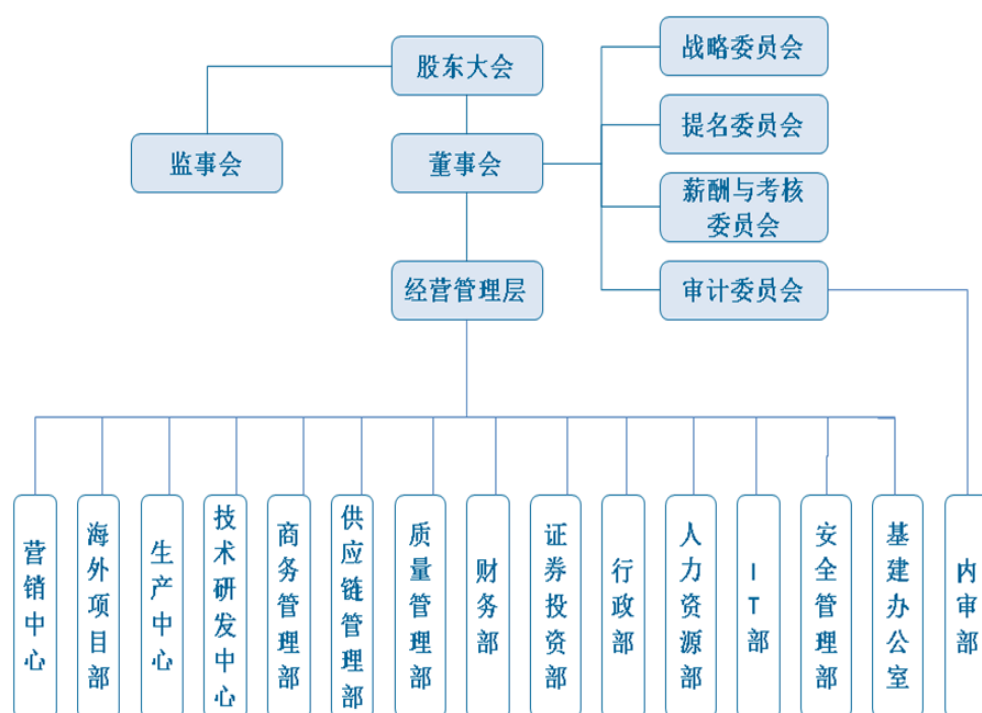 股东大会
战略委员会
提名委员会
监事会
董事会
薪酬与考核
委员会
经营管理层
审计委员会
营销中心
海外项目部
生产中心
技术研发中心
商务管理部
供应链管理部
质量管理部
财务部
证券投资部
行政部
人力资源部
IT部
安全管理部
基建办公室
内审部